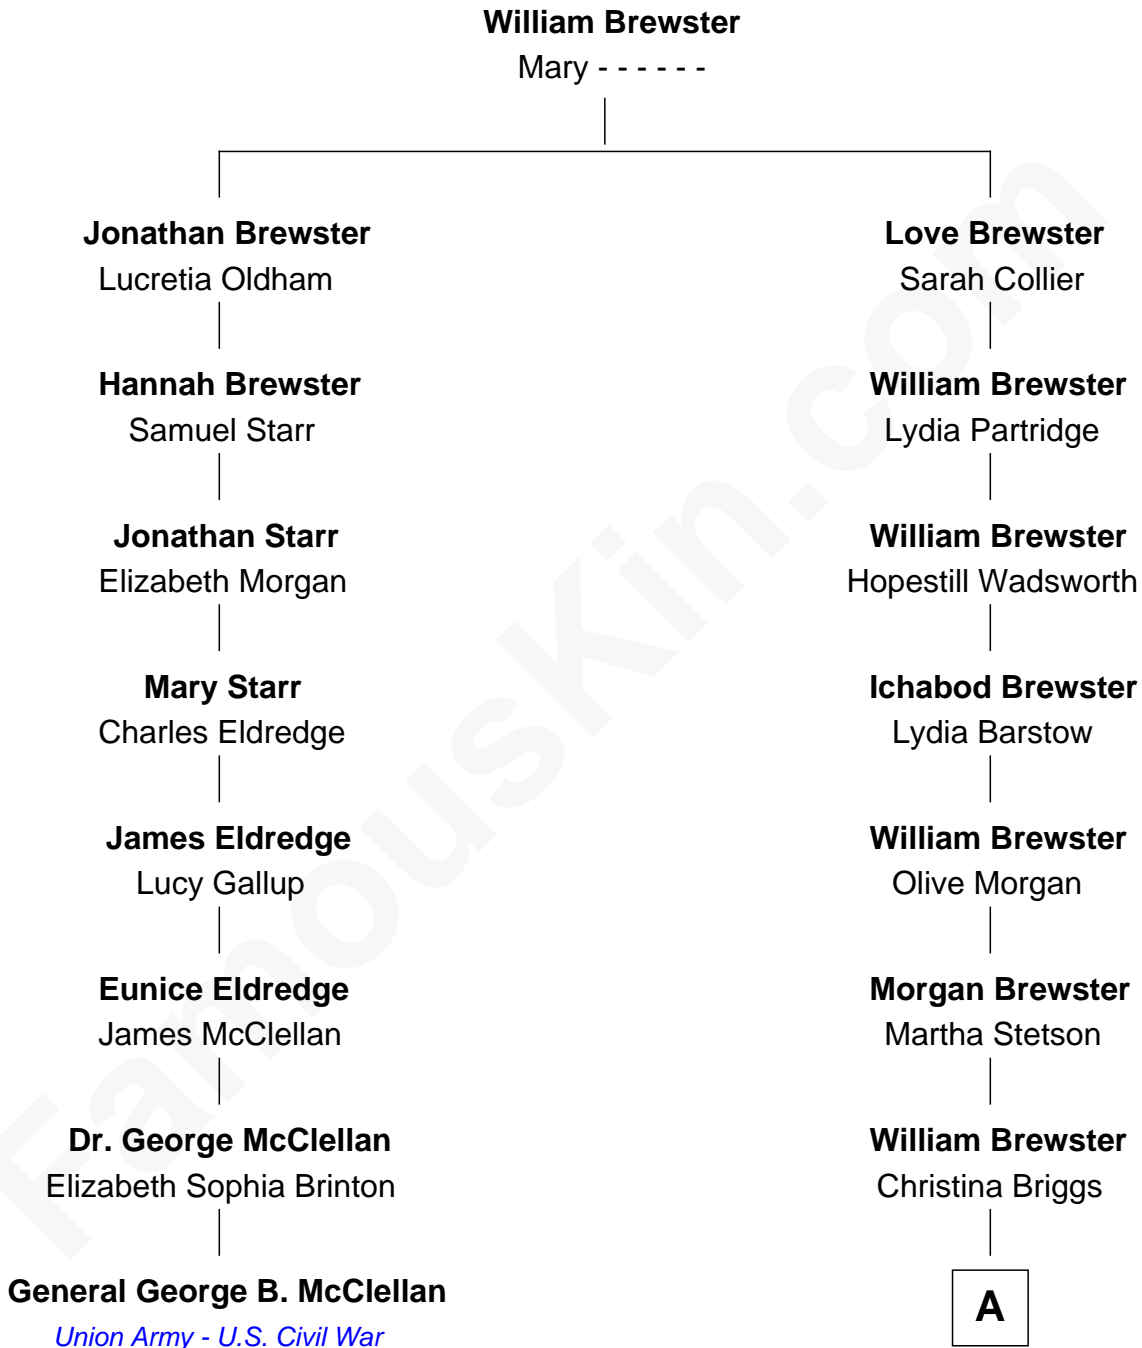 William Brewster
Mary - - - - - -
Jonathan Brewster
Lucretia Oldham
Love Brewster
Sarah Collier
Hannah Brewster
Samuel Starr
William Brewster
Lydia Partridge
Jonathan Starr
Elizabeth Morgan
William Brewster
Hopestill Wadsworth
Mary Starr
Charles Eldredge
Ichabod Brewster
Lydia Barstow
James Eldredge
Lucy Gallup
William Brewster
Olive Morgan
Eunice Eldredge
James McClellan
Morgan Brewster
Martha Stetson
Dr. George McClellan
Elizabeth Sophia Brinton
William Brewster
Christina Briggs
General George B. McClellan
Union Army - U.S. Civil War
A
FamousKin.com